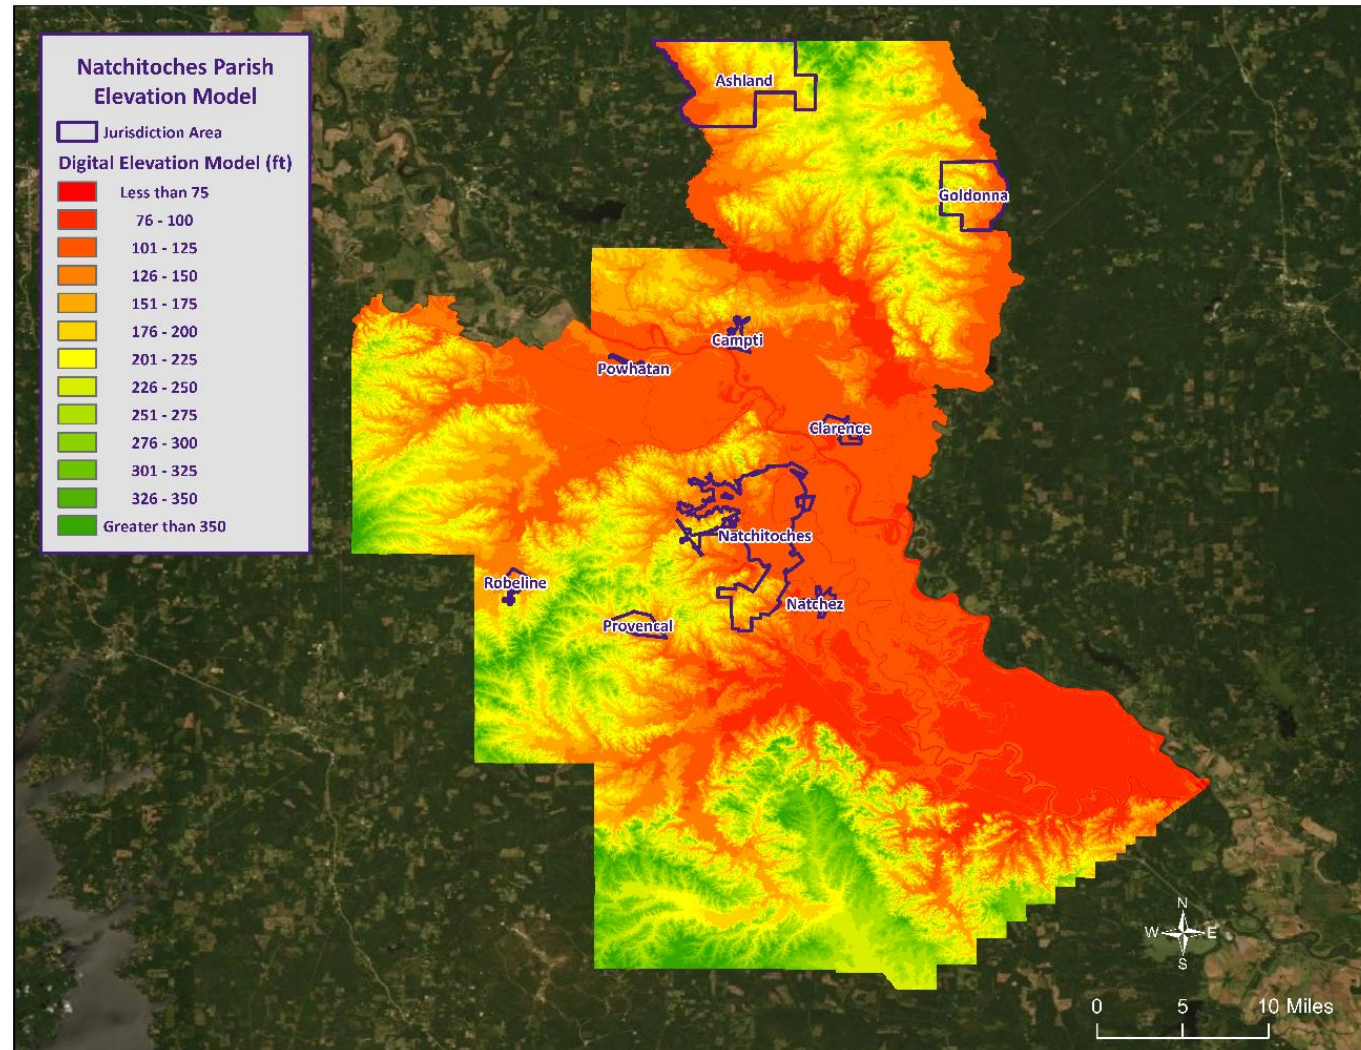 Natchitoches Parish
Elevation Model
Jurisdiction Area
Digital Elevation Model (ft)
Less than 75
76 - 100
101 - 125
126 - 150
151 - 175
176 - 200
201 - 225
226 - 250
251 - 275
276 - 300
301 - 325
326 - 350
Greater than 350
Ashland
Goldonna
Campti
Powhatan
Clarence
Natchitoches
Robeline
Natchez
Provencal
N
W E
S
0 5 10 Miles